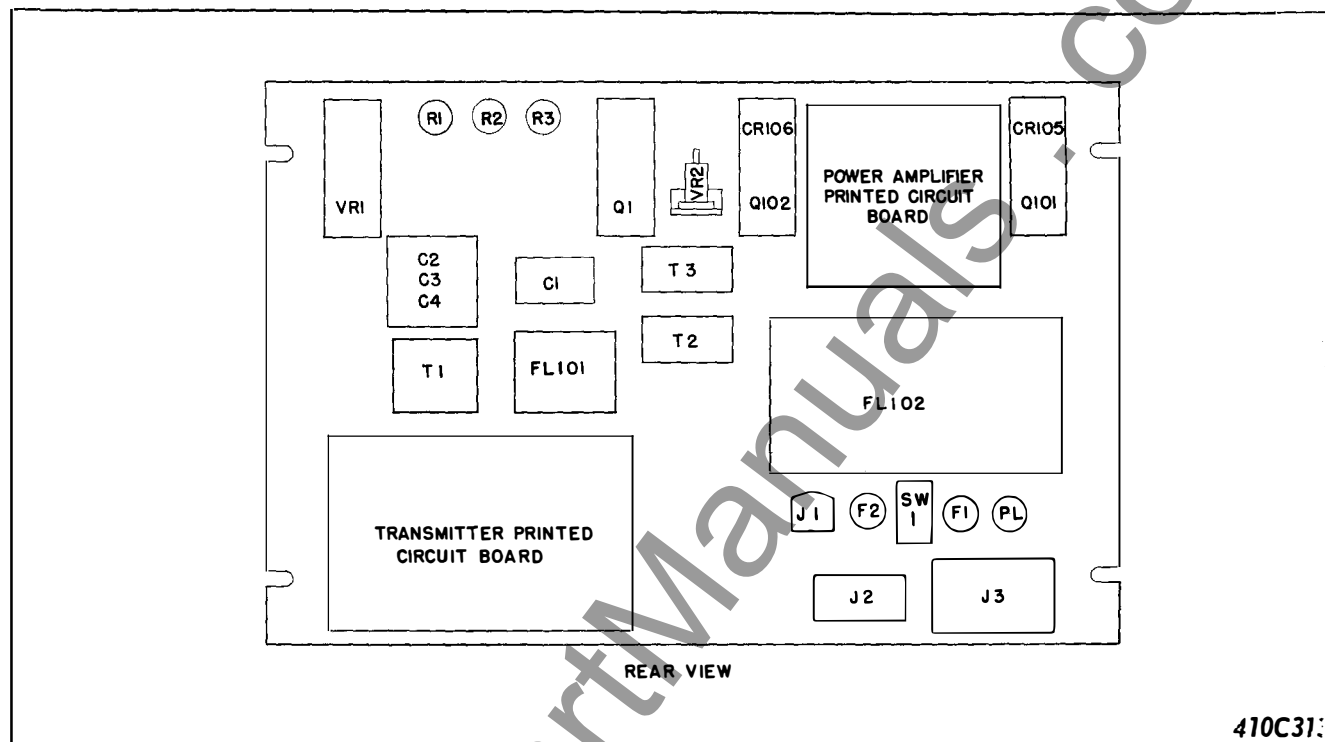 R1 R2 R3
CR106
CR105
VR2
POWER AMPLIFIER
PRINTED CIRCUIT
BOARD
VR1
Q1
Q102
Q101
C2
C3
C4
C1
T3
T2
T1
FL101
FL102
TRANSMITTER PRINTED
CIRCUIT BOARD
J1
F2
SW
1
F1
PL
J2
J3
REAR VIEW